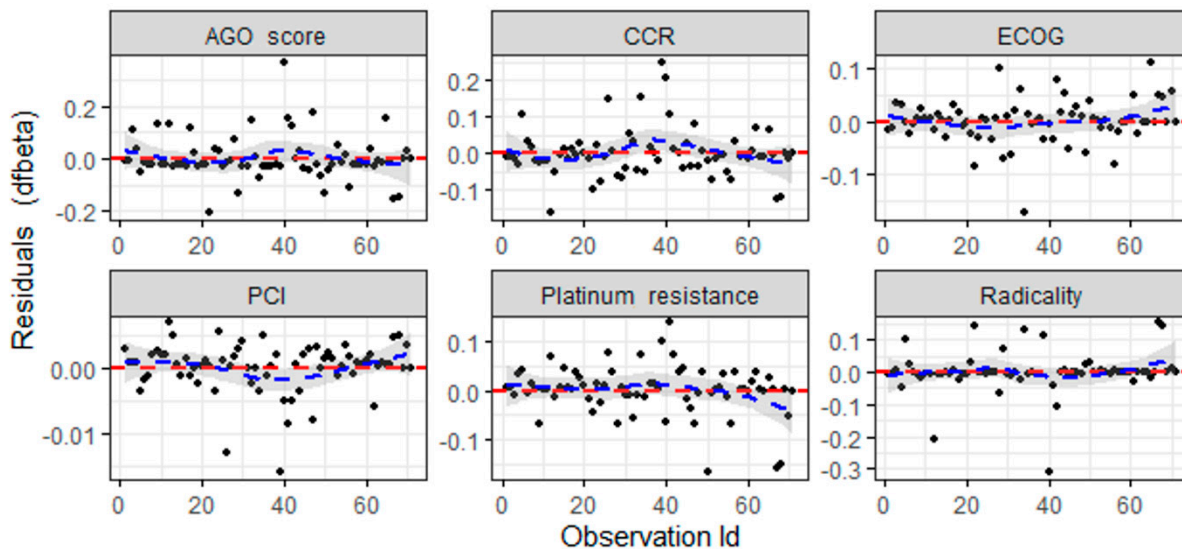 AGO score
CCR
ECOG
0.2
0.0
-0.2
0.2
0.1
0.0
-0.1
0.1
0.0
-0.1
0 20 40 60
0 20 40 60
0 20 40 60
PCI
Platinum resistance
Radicality
0.00
-0.01
0.1
0.0
-0.1
0.1
0.0
-0.1
-0.2
-0.3
0 20 40 60
0 20 40 60
0 20 40 60
Residuals (dfbeta)
Observation Id